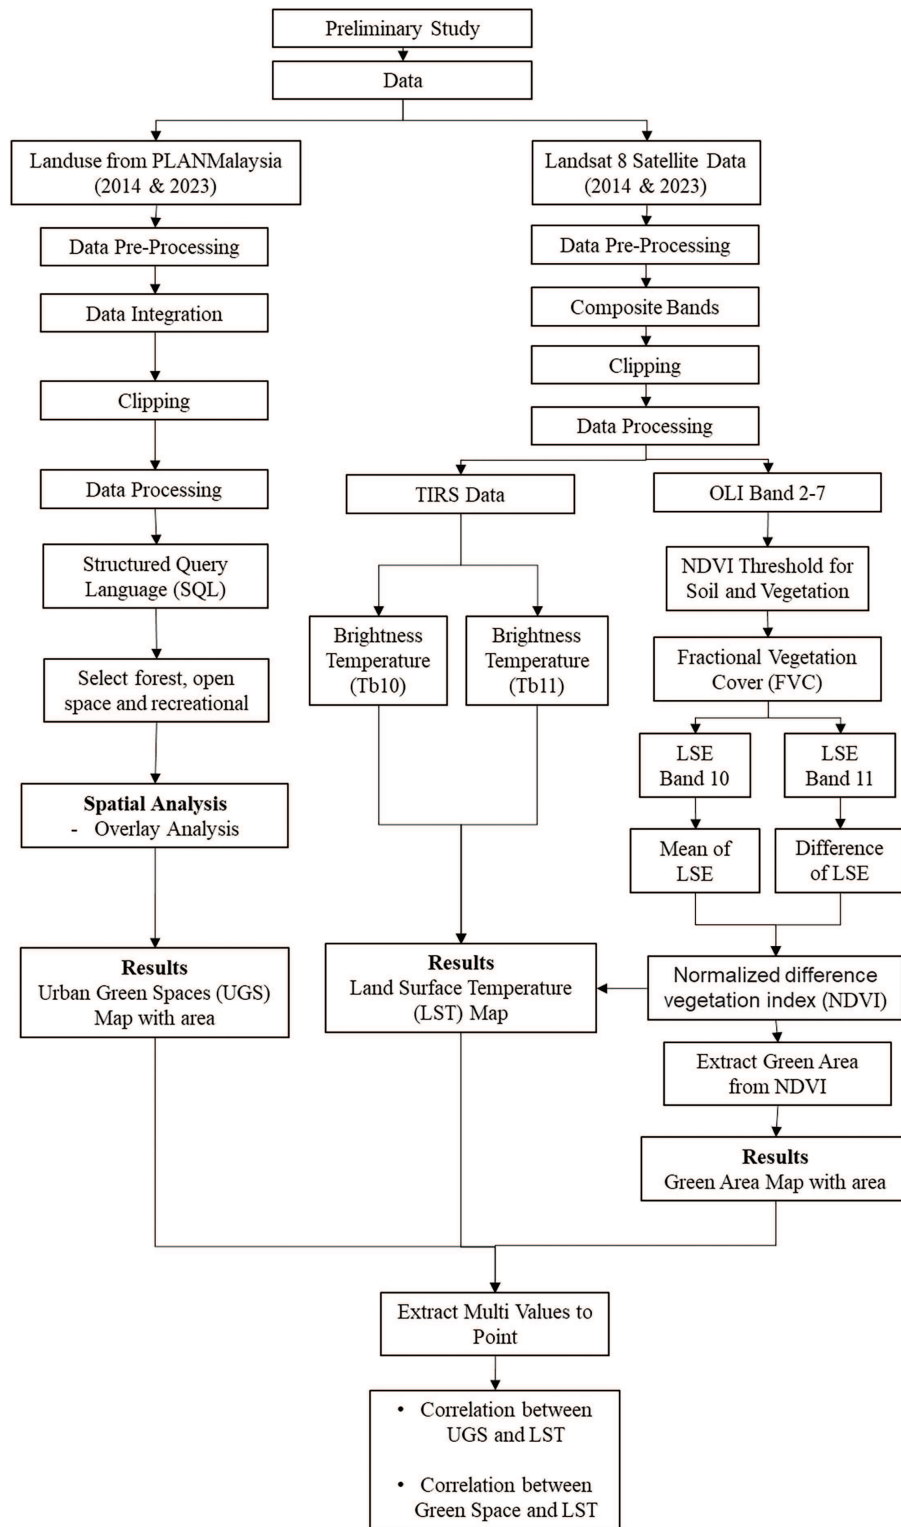 Preliminary Study
Data
Landuse from PLANMalaysia
(2014 & 2023)
Data Pre-Processing
Data Integration
Clipping
Data Processing
Structured Query
Language (SQL)
Select forest, open
space and recreational
Spatial Analysis
- Overlay Analysis
Results
Urban Green Spaces (UGS)
Map with area
Landsat 8 Satellite Data
(2014 & 2023)
Data Pre-Processing
Composite Bands
Clipping
Data Processing
TIRS Data
Brightness
Temperature
(Tb10)
Brightness
Temperature
(Tb11)
Results
Land Surface Temperature
(LST) Map
OLI Band 2-7
NDVI Threshold for
Soil and Vegetation
Fractional Vegetation
Cover (FVC)
LSE
Band 10
LSE
Band 11
Mean of
LSE
Difference
of LSE
Normalized difference
vegetation index (NDVI)
Extract Green Area
from NDVI
Results
Green Area Map with area
Extract Multi Values to
Point
• Correlation between
UGS and LST
• Correlation between
Green Space and LST